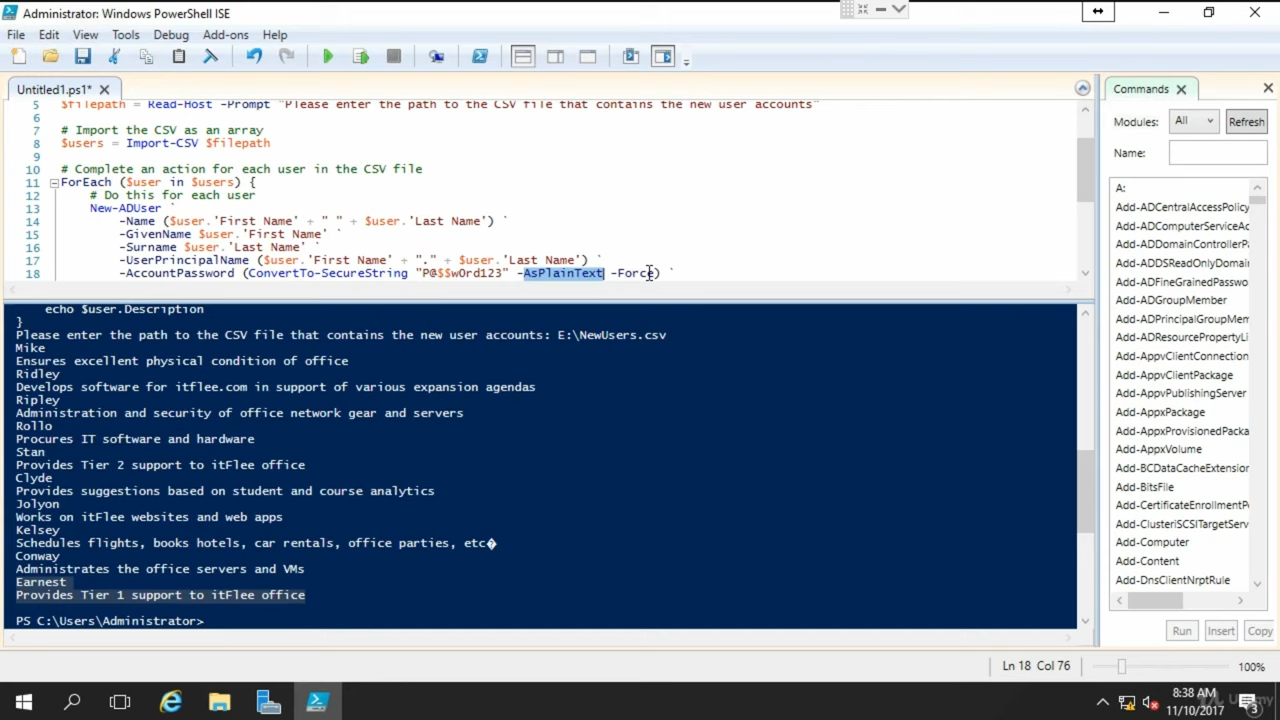 Administrator: Windows PowerShell ISE
File Edit View Tools Debug Add-ons Help
Untitled1.ps1* X
5 $filepath = Read-Host -Prompt "Please enter the path to the CSV file that contains the new user accounts"
6
7 # Import the CSV as an array
8 $users = Import-CSV $filepath
9
10 # Complete an action for each user in the CSV file
11 ForEach ($user in $users) {
12 # Do this for each user
13 New-ADUser `
14 -Name ($user.'First Name' + " " + $user.'Last Name') `
15 -GivenName $user.'First Name' `
16 -Surname $user.'Last Name' `
17 -UserPrincipalName ($user.'First Name' + "." + $user.'Last Name') `
18 -AccountPassword (ConvertTo-SecureString "P@$$w0rd123" -AsPlainText -Force) `
echo $user.Description
}
Please enter the path to the CSV file that contains the new user accounts: E:\NewUsers.csv
Mike
Ensures excellent physical condition of office
Ridley
Develops software for itflee.com in support of various expansion agendas
Ripley
Administration and security of office network gear and servers
Rollo
Procures IT software and hardware
Stan
Provides Tier 2 support to itFlee office
Clyde
Provides suggestions based on student and course analytics
Jolyon
Works on itFlee websites and web apps
Kelsey
Schedules flights, books hotels, car rentals, office parties, etc�
Conway
Administrates the office servers and VMs
Earnest
Provides Tier 1 support to itFlee office
PS C:\Users\Administrator>
Commands X
Modules: All Refresh
Name:
A:
Add-ADCentralAccessPolicy
Add-ADComputerServiceAc
Add-ADDomainControllerPa
Add-ADDSReadOnlyDomain
Add-ADFineGrainedPasswo
Add-ADGroupMember
Add-ADPrincipalGroupMem
Add-ADResourcePropertyLi
Add-AppvClientConnection
Add-AppvClientPackage
Add-AppvPublishingServer
Add-AppxPackage
Add-AppxProvisionedPacka
Add-AppxVolume
Add-BCDataCacheExtension
Add-BitsFile
Add-CertificateEnrollmentPo
Add-ClusteriSCSITargetServ
Add-Computer
Add-Content
Add-DnsClientNrptRule
Run Insert Copy
Ln 18 Col 76 100%
8:38 AM
11/10/2017
3
Udemy